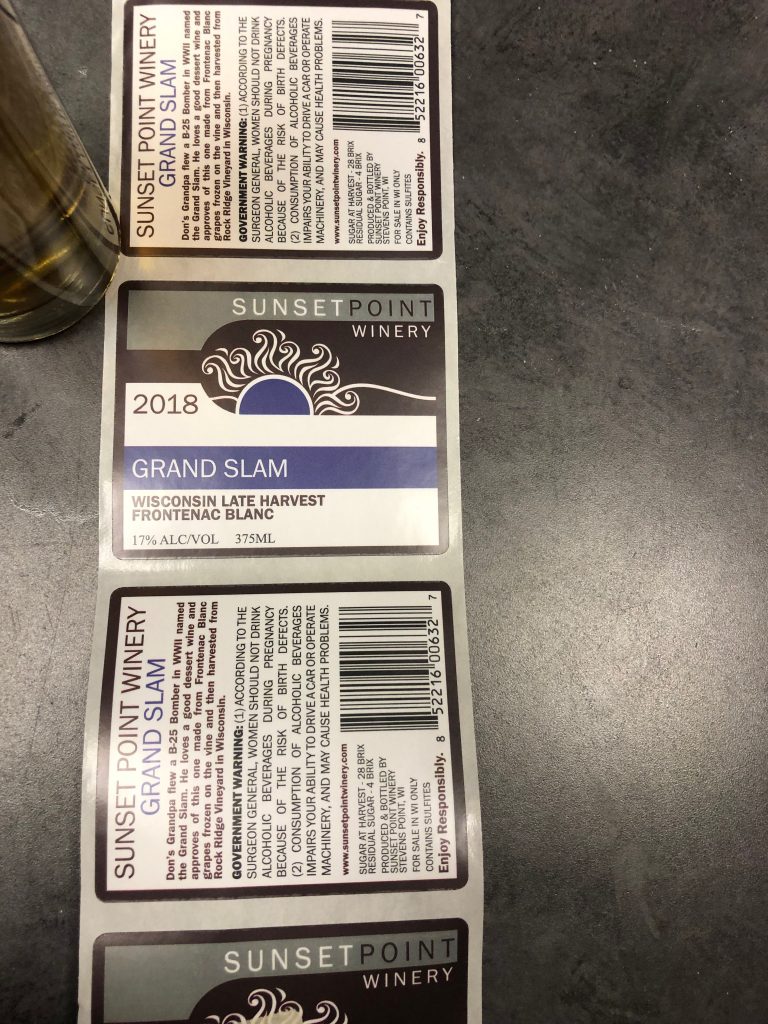 SUNSET POINT WINERY
GRAND SLAM
Don's Grandpa flew a B-25 Bomber in WWII named
the Grand Slam. He loves a good dessert wine and
approves of this one made from Frontenac Blanc
grapes frozen on the vine and then harvested from
Rock Ridge Vineyard in Wisconsin.
GOVERNMENT WARNING: (1) ACCORDING TO THE
SURGEON GENERAL, WOMEN SHOULD NOT DRINK
ALCOHOLIC BEVERAGES DURING PREGNANCY
BECAUSE OF THE RISK OF BIRTH DEFECTS.
(2) CONSUMPTION OF ALCOHOLIC BEVERAGES
IMPAIRS YOUR ABILITY TO DRIVE A CAR OR OPERATE
MACHINERY, AND MAY CAUSE HEALTH PROBLEMS.
www.sunsetpointwinery.com
SUGAR AT HARVEST - 28 BRIX
RESIDUAL SUGAR - 4 BRIX
PRODUCED & BOTTLED BY
SUNSET POINT WINERY
STEVENS POINT, WI
FOR SALE IN WI ONLY
CONTAINS SULFITES
Enjoy Responsibly.
8 52216 00632 7
SUNSETPOINT
WINERY
2018
GRAND SLAM
WISCONSIN LATE HARVEST
FRONTENAC BLANC
17% ALC/VOL 375ML
SUNSET POINT WINERY
GRAND SLAM
Don's Grandpa flew a B-25 Bomber in WWII named
the Grand Slam. He loves a good dessert wine and
approves of this one made from Frontenac Blanc
grapes frozen on the vine and then harvested from
Rock Ridge Vineyard in Wisconsin.
GOVERNMENT WARNING: (1) ACCORDING TO THE
SURGEON GENERAL, WOMEN SHOULD NOT DRINK
ALCOHOLIC BEVERAGES DURING PREGNANCY
BECAUSE OF THE RISK OF BIRTH DEFECTS.
(2) CONSUMPTION OF ALCOHOLIC BEVERAGES
IMPAIRS YOUR ABILITY TO DRIVE A CAR OR OPERATE
MACHINERY, AND MAY CAUSE HEALTH PROBLEMS.
www.sunsetpointwinery.com
SUGAR AT HARVEST - 28 BRIX
RESIDUAL SUGAR - 4 BRIX
PRODUCED & BOTTLED BY
SUNSET POINT WINERY
STEVENS POINT, WI
FOR SALE IN WI ONLY
CONTAINS SULFITES
Enjoy Responsibly.
8 52216 00632 7
SUNSETPOINT
WINERY